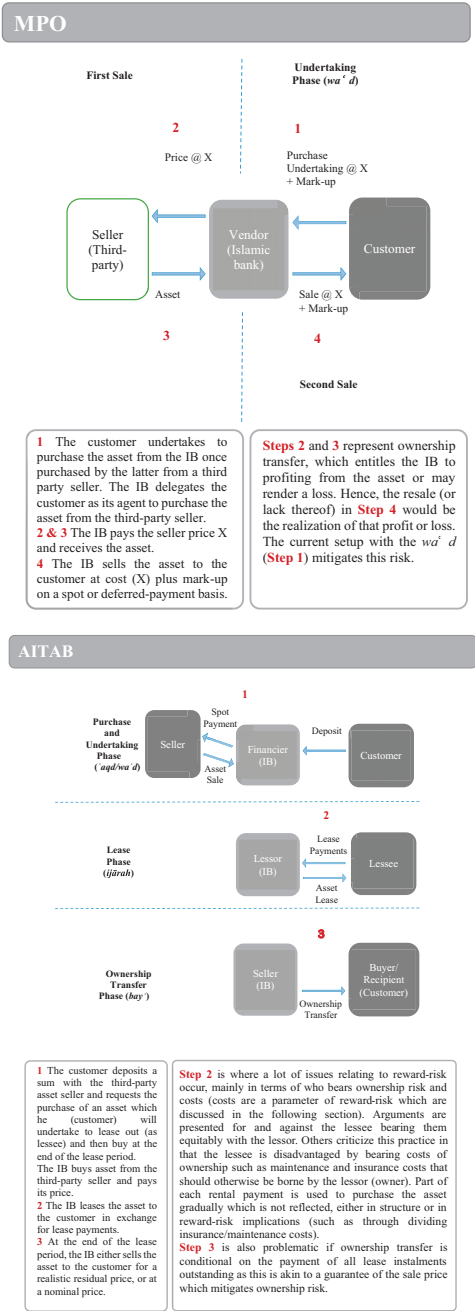 MPO
First Sale
Undertaking
Phase (waʿ d)
2
1
Price @ X
Purchase
Undertaking @ X
+ Mark-up
Seller
(Third-
party)
Vendor
(Islamic
bank)
Customer
Asset
Sale @ X
+ Mark-up
3
4
Second Sale
1 The customer undertakes to
purchase the asset from the IB once
purchased by the latter from a third
party seller. The IB delegates the
customer as its agent to purchase the
asset from the third-party seller.
2 & 3 The IB pays the seller price X
and receives the asset.
4 The IB sells the asset to the
customer at cost (X) plus mark-up
on a spot or deferred-payment basis.
Steps 2 and 3 represent ownership
transfer, which entitles the IB to
profiting from the asset or may
render a loss. Hence, the resale (or
lack thereof) in Step 4 would be
the realization of that profit or loss.
The current setup with the waʿ d
(Step 1) mitigates this risk.
AITAB
1
Purchase
and
Undertaking
Phase
(ʿaqd/waʿd)
Seller
Spot
Payment
Asset
Sale
Financier
(IB)
Deposit
Customer
2
Lease
Phase
(ijārah)
Lessor
(IB)
Lease
Payments
Asset
Lease
Lessee
3
Ownership
Transfer
Phase (bayʿ)
Seller
(IB)
Ownership
Transfer
Buyer/
Recipient
(Customer)
1 The customer deposits a
sum with the third-party
asset seller and requests the
purchase of an asset which
he (customer) will
undertake to lease out (as
lessee) and then buy at the
end of the lease period.
The IB buys asset from the
third-party seller and pays
its price.
2 The IB leases the asset to
the customer in exchange
for lease payments.
3 At the end of the lease
period, the IB either sells the
asset to the customer for a
realistic residual price, or at
a nominal price.
Step 2 is where a lot of issues relating to reward-risk
occur, mainly in terms of who bears ownership risk and
costs (costs are a parameter of reward-risk which are
discussed in the following section). Arguments are
presented for and against the lessee bearing them
equitably with the lessor. Others criticize this practice in
that the lessee is disadvantaged by bearing costs of
ownership such as maintenance and insurance costs that
should otherwise be borne by the lessor (owner). Part of
each rental payment is used to purchase the asset
gradually which is not reflected, either in structure or in
reward-risk implications (such as through dividing
insurance/maintenance costs).
Step 3 is also problematic if ownership transfer is
conditional on the payment of all lease instalments
outstanding as this is akin to a guarantee of the sale price
which mitigates ownership risk.